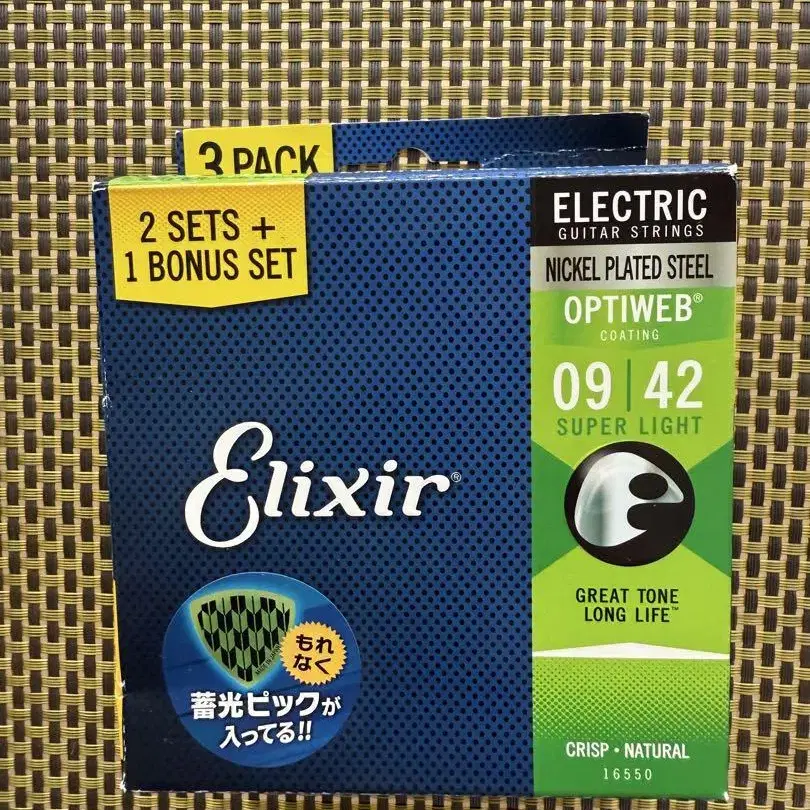 3 PACK
2 SETS +
1 BONUS SET
ELECTRIC
GUITAR STRINGS
NICKEL PLATED STEEL
OPTIWEB®
COATING
09 | 42
SUPER LIGHT
Elixir®
GREAT TONE
LONG LIFE™
もれ
なく
蓄光ピックが
入ってる!!
CRISP • NATURAL
16550